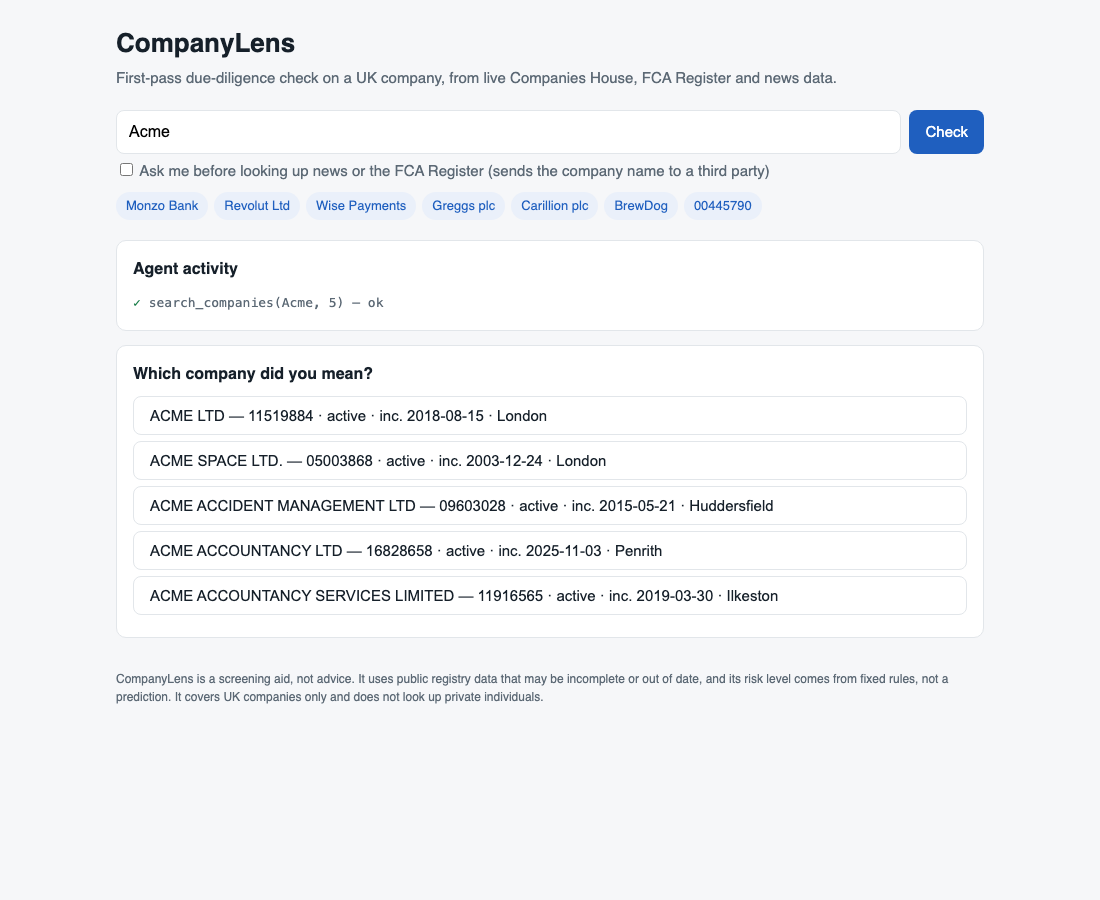 CompanyLens
First-pass due-diligence check on a UK company, from live Companies House, FCA Register and news data.
Acme
Check
Ask me before looking up news or the FCA Register (sends the company name to a third party)
Monzo Bank Revolut Ltd Wise Payments Greggs plc Carillion plc BrewDog 00445790
Agent activity
✓ search_companies(Acme, 5) — ok
Which company did you mean?
ACME LTD — 11519884 · active · inc. 2018-08-15 · London
ACME SPACE LTD. — 05003868 · active · inc. 2003-12-24 · London
ACME ACCIDENT MANAGEMENT LTD — 09603028 · active · inc. 2015-05-21 · Huddersfield
ACME ACCOUNTANCY LTD — 16828658 · active · inc. 2025-11-03 · Penrith
ACME ACCOUNTANCY SERVICES LIMITED — 11916565 · active · inc. 2019-03-30 · Ilkeston
CompanyLens is a screening aid, not advice. It uses public registry data that may be incomplete or out of date, and its risk level comes from fixed rules, not a
prediction. It covers UK companies only and does not look up private individuals.